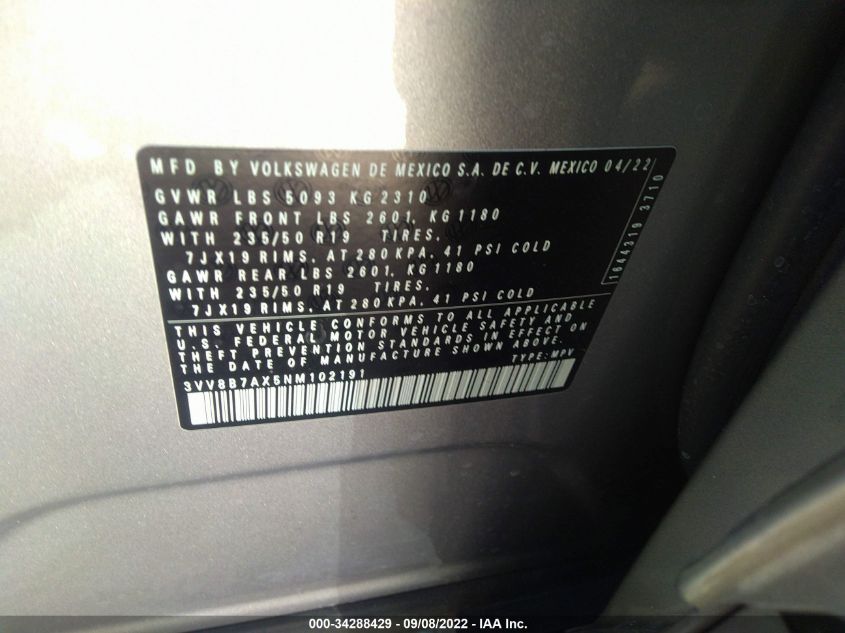 MFD BY VOLKSWAGEN DE MEXICO S.A. DE C.V. MEXICO 04/22
GVWR LBS 5093 KG 2310
GAWR FRONT LBS 2601, KG 1180
WITH 235/50 R19 TIRES,
7JX19 RIMS, AT 280 KPA, 41 PSI COLD
GAWR REAR LBS 2601, KG 1180
WITH 235/50 R19 TIRES,
7JX19 RIMS, AT 280 KPA, 41 PSI COLD
1644319 3710
THIS VEHICLE CONFORMS TO ALL APPLICABLE
U.S. FEDERAL MOTOR VEHICLE SAFETY AND
THEFT PREVENTION STANDARDS IN EFFECT ON
THE DATE OF MANUFACTURE SHOWN ABOVE.
3VV8B7AX5NM102191 TYPE: MPV
000-34288429 - 09/08/2022 - IAA Inc.